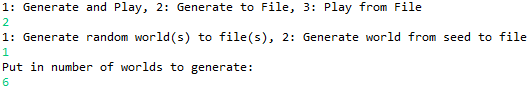 1: Generate and Play, 2: Generate to File, 3: Play from File
2
1: Generate random world(s) to file(s), 2: Generate world from seed to file
1
Put in number of worlds to generate:
6